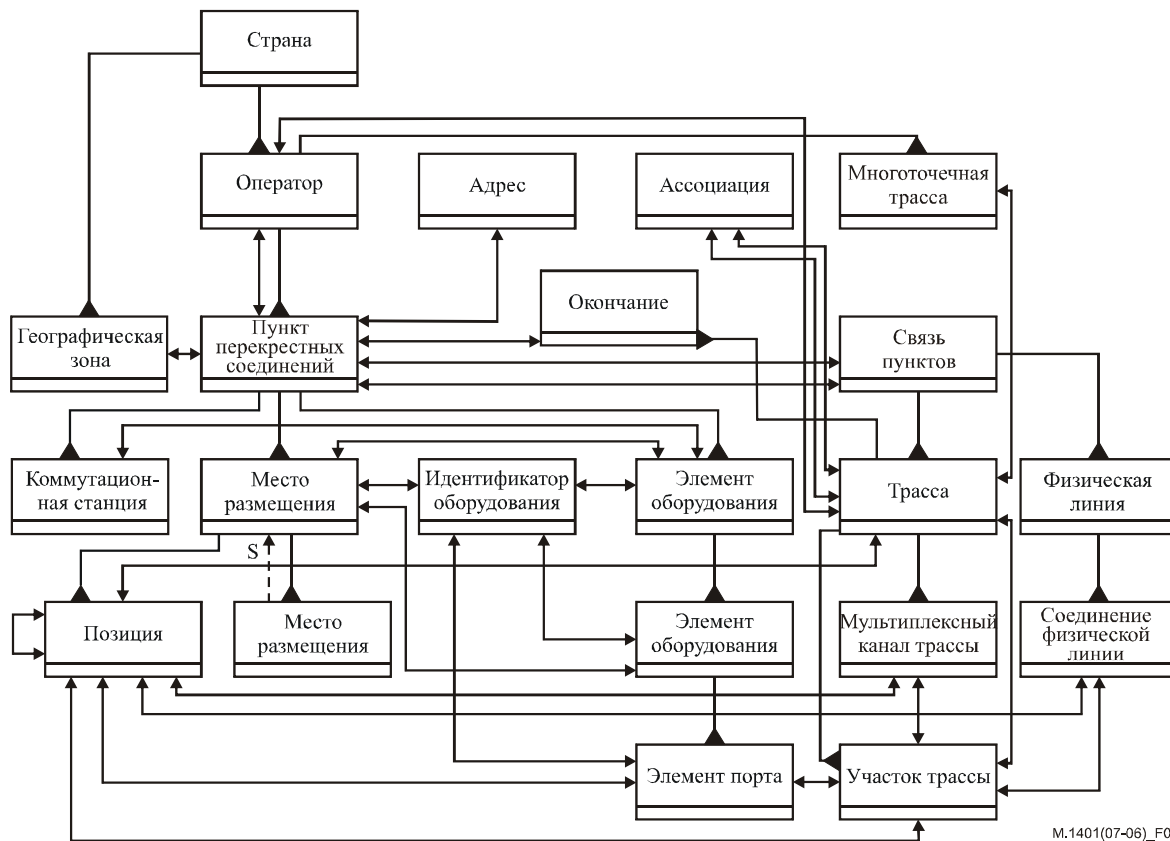 Страна
Оператор
Адрес
Ассоциация
Многоточечная
трасса
Окончание
Географическая
зона
Пункт
перекрестных
соединений
Связь
пунктов
Коммутацион-
ная станция
Место
размещения
Идентификатор
оборудования
Элемент
оборудования
Трасса
Физическая
линия
S
Позиция
Место
размещения
Элемент
оборудования
Мультиплексный
канал трассы
Соединение
физической
линии
Элемент порта
Участок трассы
M.1401(07-06)_F0